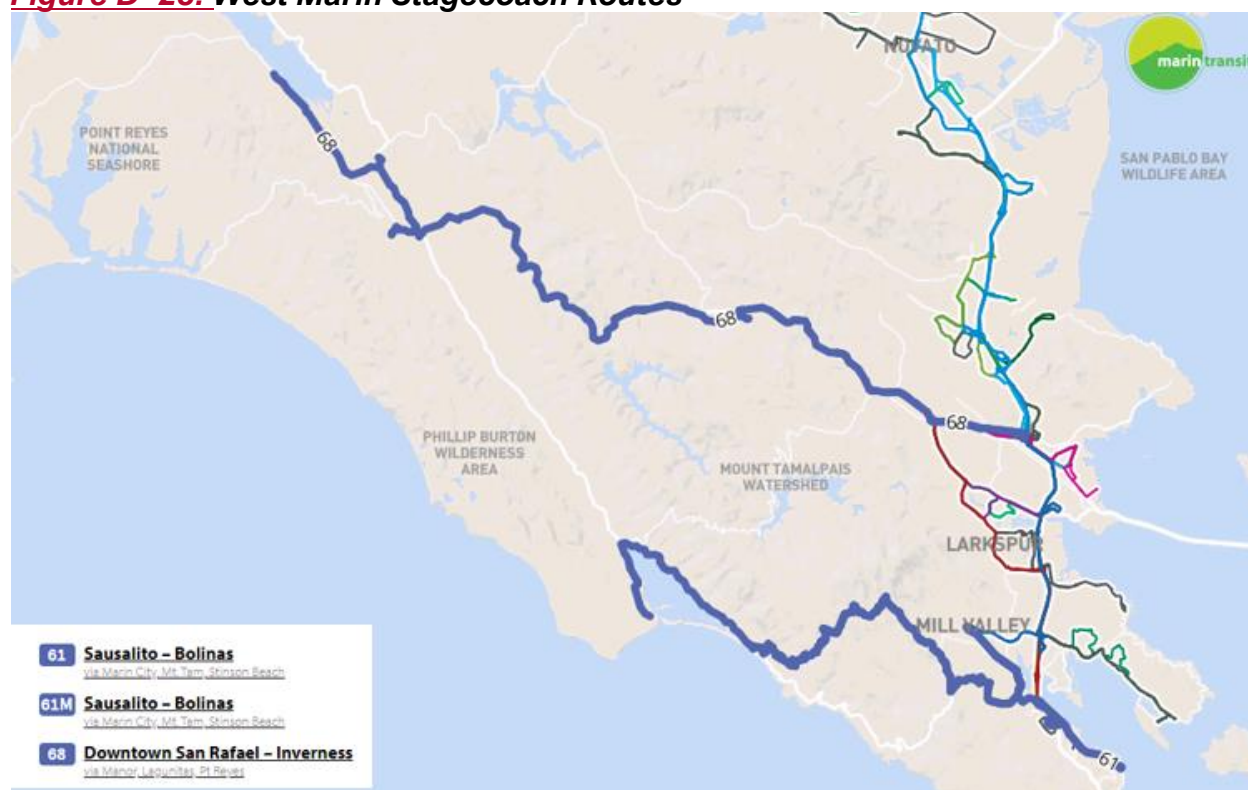 Figure D- 23. West Marin Stagecoach Routes
NOVATO
marin transit
POINT REYES
NATIONAL
SEASHORE
68
SAN PABLO BAY
WILDLIFE AREA
68
68
PHILLIP BURTON
WILDERNESS
AREA
MOUNT TAMALPAIS
WATERSHED
LARKSPUR
MILL VALLEY
61 Sausalito – Bolinas
via Marin City, Mt. Tam, Stinson Beach
61M Sausalito – Bolinas
via Marin City, Mt. Tam, Stinson Beach
68 Downtown San Rafael – Inverness
via Manor, Lagunitas, Pt Reyes
61